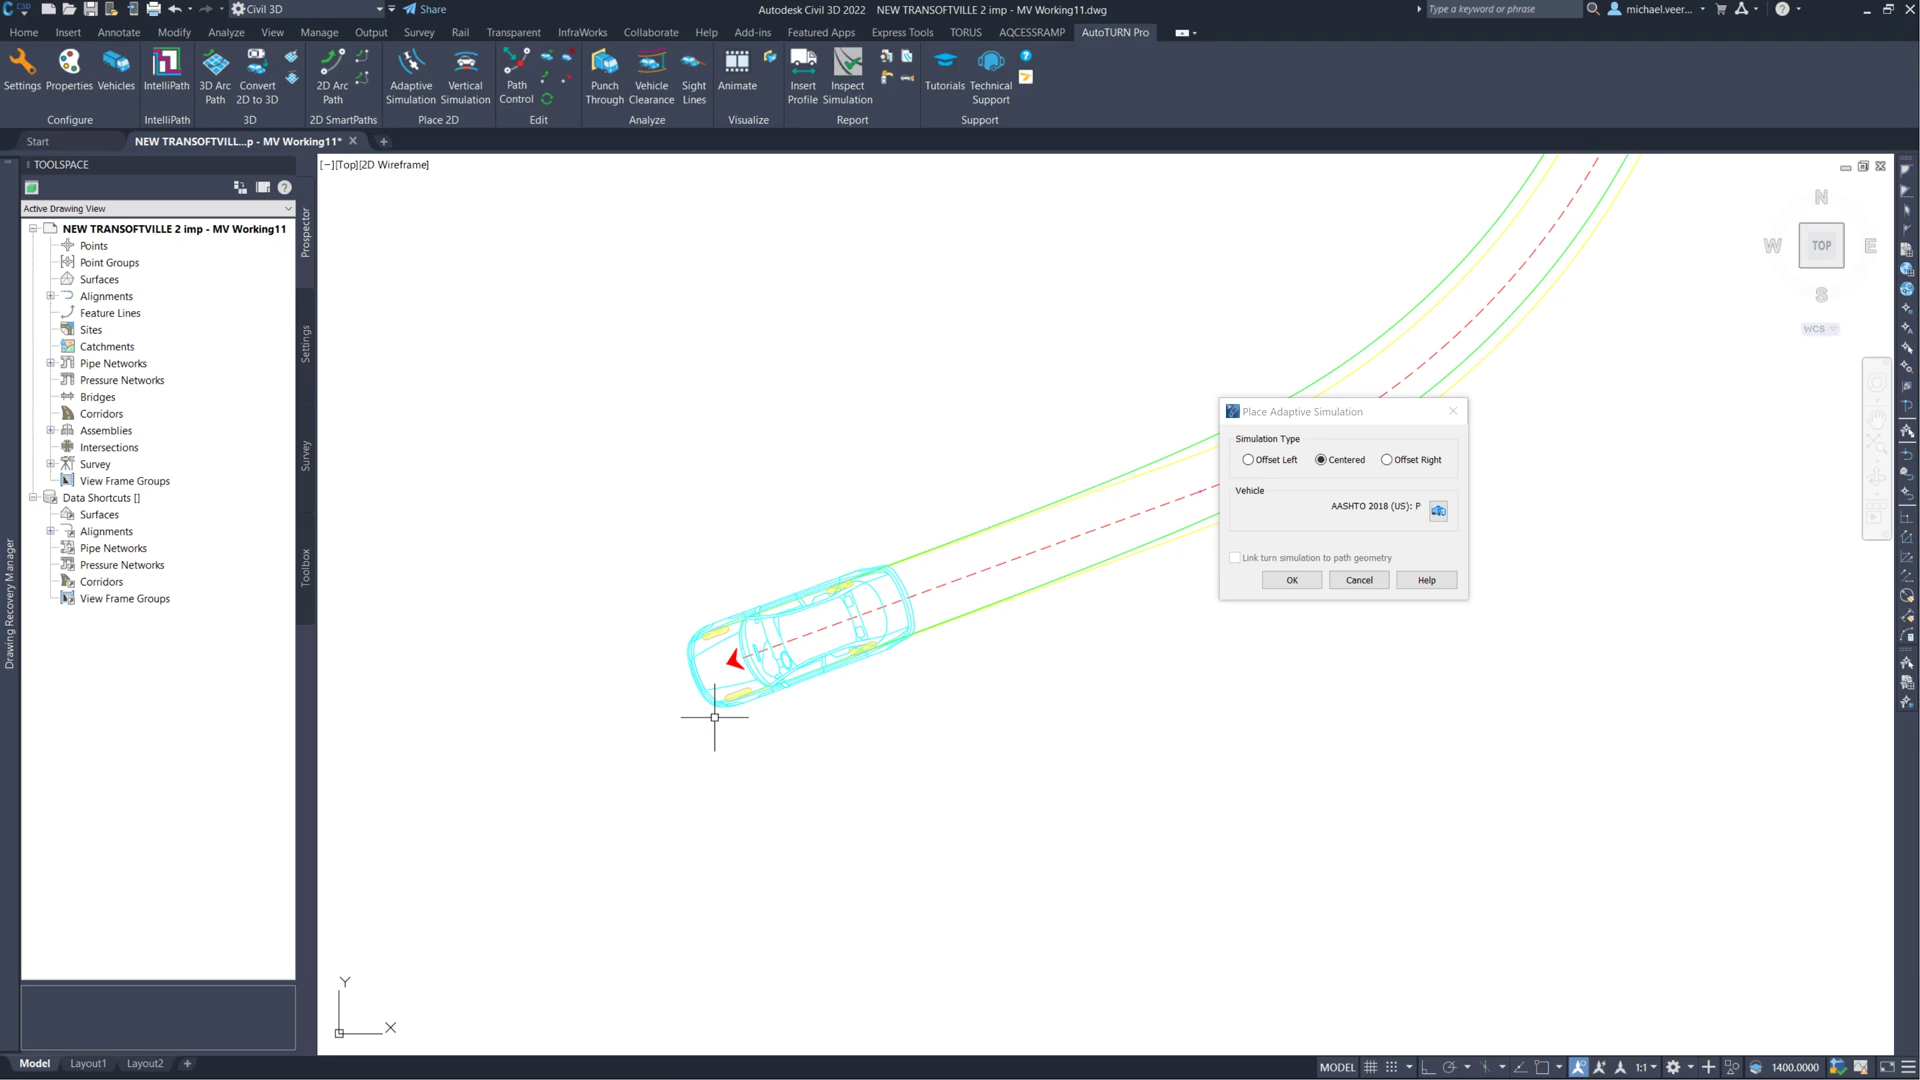 Civil 3D
Share
Autodesk Civil 3D 2022 NEW TRANSOFTVILLE 2 imp - MV Working11.dwg
Type a keyword or phrase
michael.veer...
Home Insert Annotate Modify Analyze View Manage Output Survey Rail Transparent InfraWorks Collaborate Help Add-ins Featured Apps Express Tools TORUS AQCESSRAMP AutoTURN Pro
Settings Properties Vehicles IntelliPath 3D Arc Path Convert 2D to 3D 2D Arc Path Adaptive Simulation Vertical Simulation Path Control Punch Through Vehicle Clearance Sight Lines Animate Insert Profile Inspect Simulation Tutorials Technical Support
Configure IntelliPath 3D 2D SmartPaths Place 2D Edit Analyze Visualize Report Support
Start NEW TRANSOFTVILL...p - MV Working11*
TOOLSPACE
[−][Top][2D Wireframe]
Active Drawing View
NEW TRANSOFTVILLE 2 imp - MV Working11
Points
Point Groups
Surfaces
Alignments
Feature Lines
Sites
Catchments
Pipe Networks
Pressure Networks
Bridges
Corridors
Assemblies
Intersections
Survey
View Frame Groups
Data Shortcuts []
Surfaces
Alignments
Pipe Networks
Pressure Networks
Corridors
View Frame Groups
Prospector
Settings
Survey
Toolbox
Drawing Recovery Manager
N
W TOP E
S
WCS
Place Adaptive Simulation
Simulation Type
Offset Left Centered Offset Right
Vehicle
AASHTO 2018 (US): P
Link turn simulation to path geometry
OK Cancel Help
Y
X
Model Layout1 Layout2
MODEL 1:1 1400.0000